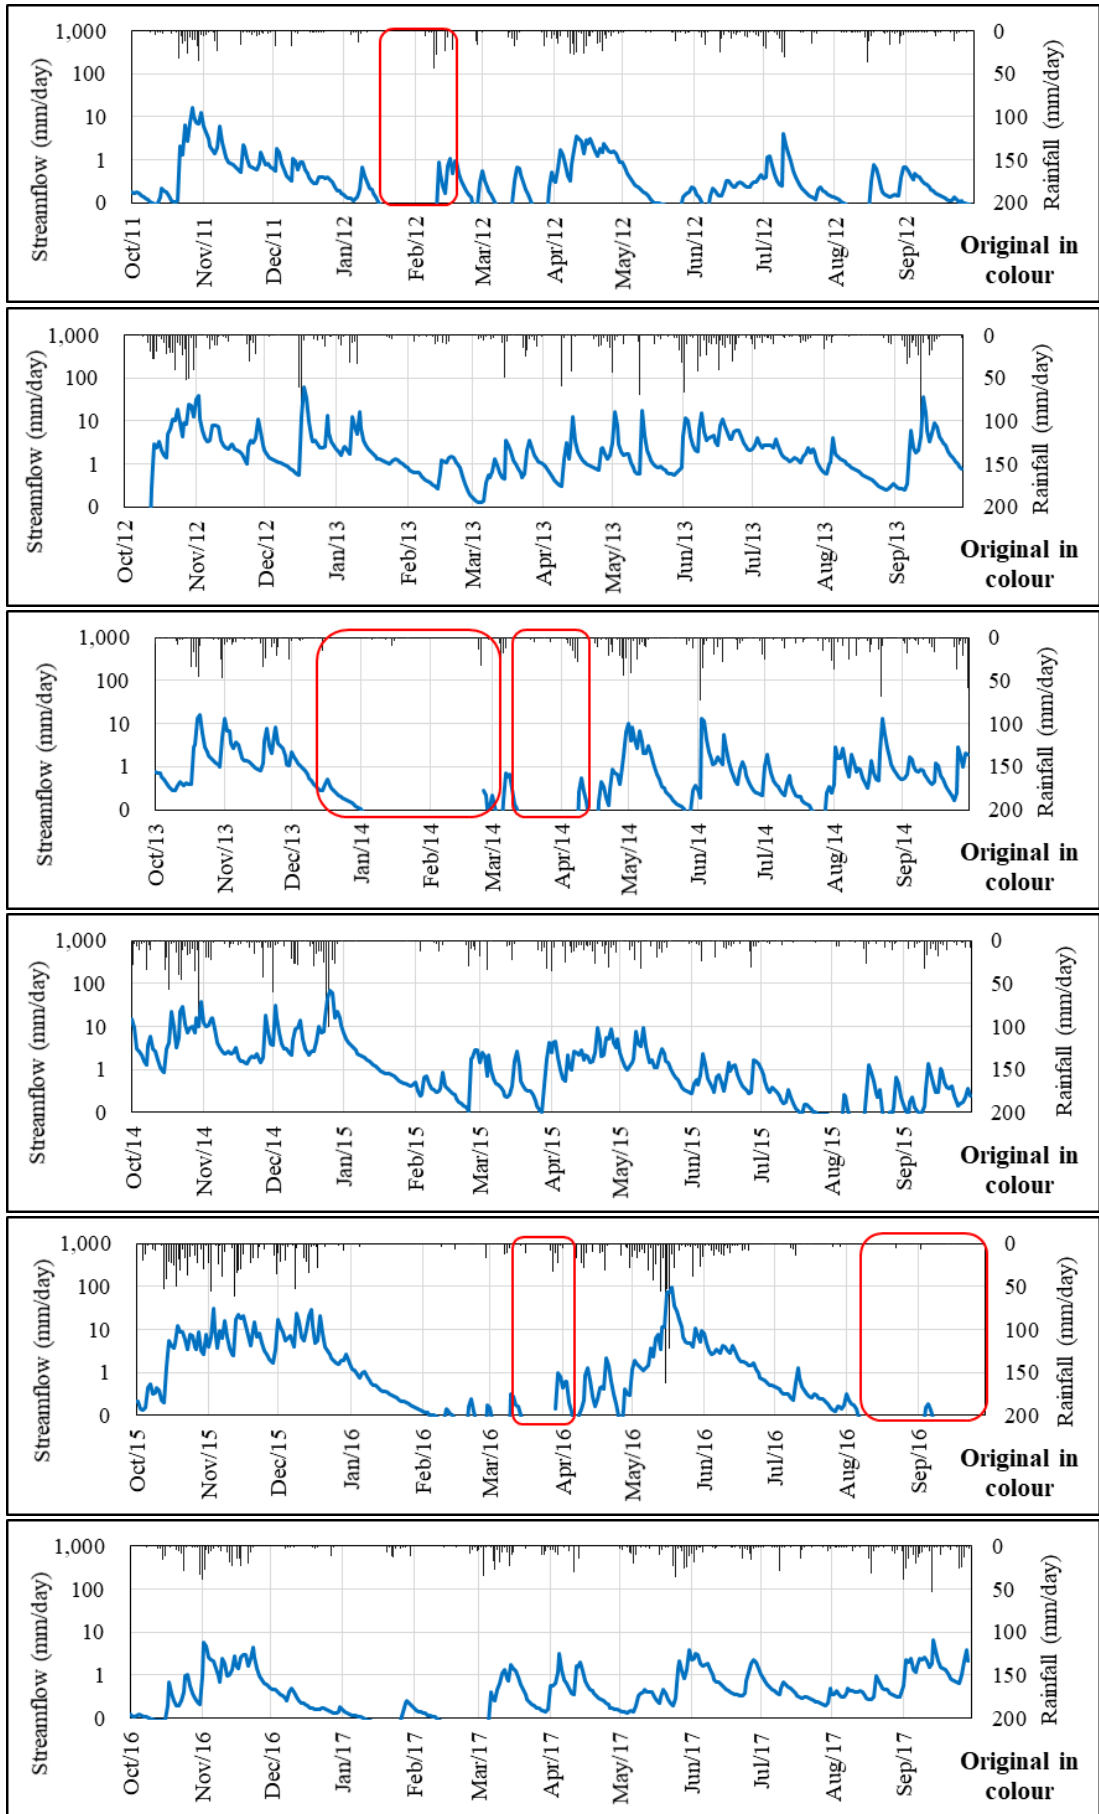 Streamflow (mm/day)
1,000
100
10
1
0
0
50
100
150
200
Rainfall (mm/day)
Oct/11
Nov/11
Dec/11
Jan/12
Feb/12
Mar/12
Apr/12
May/12
Jun/12
Jul/12
Aug/12
Sep/12
Original in
colour
Streamflow (mm/day)
1,000
100
10
1
0
0
50
100
150
200
Rainfall (mm/day)
Oct/12
Nov/12
Dec/12
Jan/13
Feb/13
Mar/13
Apr/13
May/13
Jun/13
Jul/13
Aug/13
Sep/13
Original in
colour
Streamflow (mm/day)
1,000
100
10
1
0
0
50
100
150
200
Rainfall (mm/day)
Oct/13
Nov/13
Dec/13
Jan/14
Feb/14
Mar/14
Apr/14
May/14
Jun/14
Jul/14
Aug/14
Sep/14
Original in
colour
Streamflow (mm/day)
1,000
100
10
1
0
0
50
100
150
200
Rainfall (mm/day)
Oct/14
Nov/14
Dec/14
Jan/15
Feb/15
Mar/15
Apr/15
May/15
Jun/15
Jul/15
Aug/15
Sep/15
Original in
colour
Streamflow (mm/day)
1,000
100
10
1
0
0
50
100
150
200
Rainfall (mm/day)
Oct/15
Nov/15
Dec/15
Jan/16
Feb/16
Mar/16
Apr/16
May/16
Jun/16
Jul/16
Aug/16
Sep/16
Original in
colour
Streamflow (mm/day)
1,000
100
10
1
0
0
50
100
150
200
Rainfall (mm/day)
Oct/16
Nov/16
Dec/16
Jan/17
Feb/17
Mar/17
Apr/17
May/17
Jun/17
Jul/17
Aug/17
Sep/17
Original in
colour